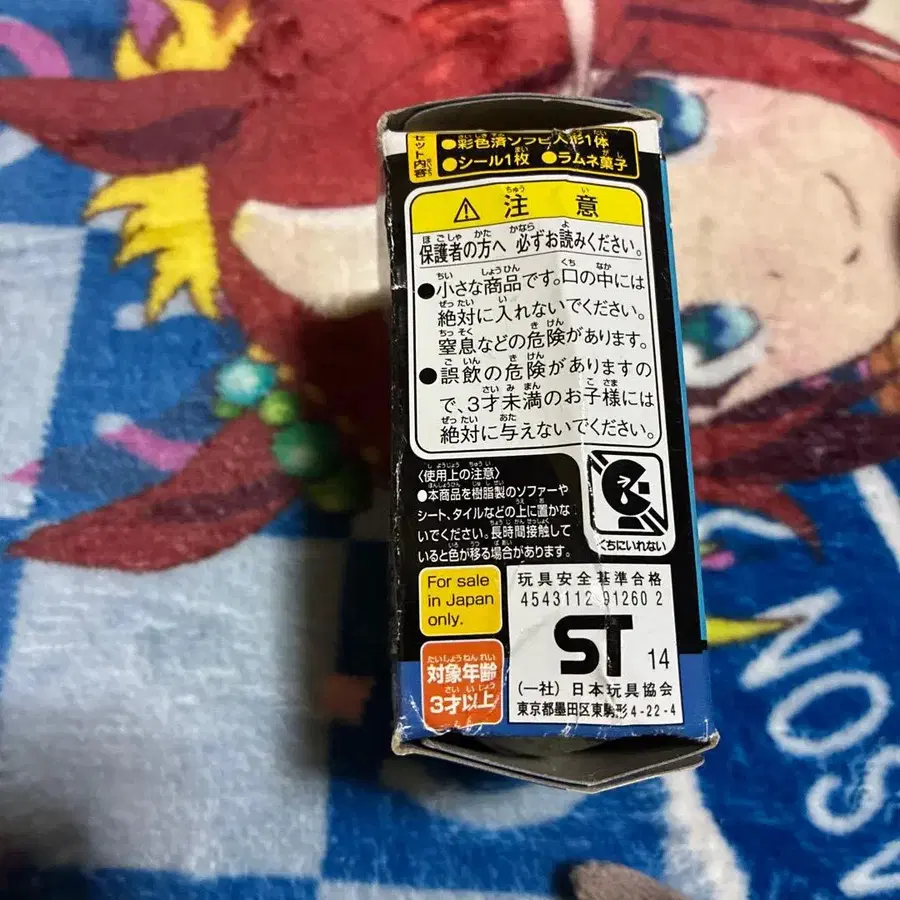 セット内容
●彩色済ソフビ人形1体
●シール1枚 ●ラムネ菓子
⚠ 注意
保護者の方へ 必ずお読みください。
●小さな商品です。口の中には
絶対に入れないでください。
窒息などの危険があります。
●誤飲の危険がありますの
で、3才未満のお子様には
絶対に与えないでください。
〈使用上の注意〉
●本商品を樹脂製のソファーや
シート、タイルなどの上に置かな
いでください。長時間接触して
いると色が移る場合があります。
くちにいれない
For sale
in Japan
only.
対象年齢
3才以上
玩具安全基準合格
4543112 91260 2
ST 14
(一社) 日本玩具協会
東京都墨田区東駒形4-22-4